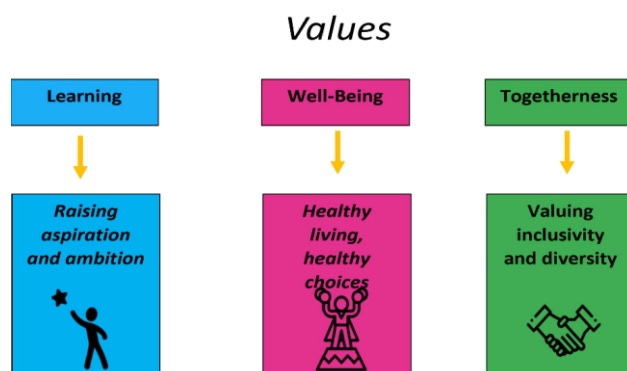 Values
Learning
Well-Being
Togetherness
Raising
aspiration
and ambition
Healthy
living,
healthy
choices
Valuing
inclusivity
and diversity